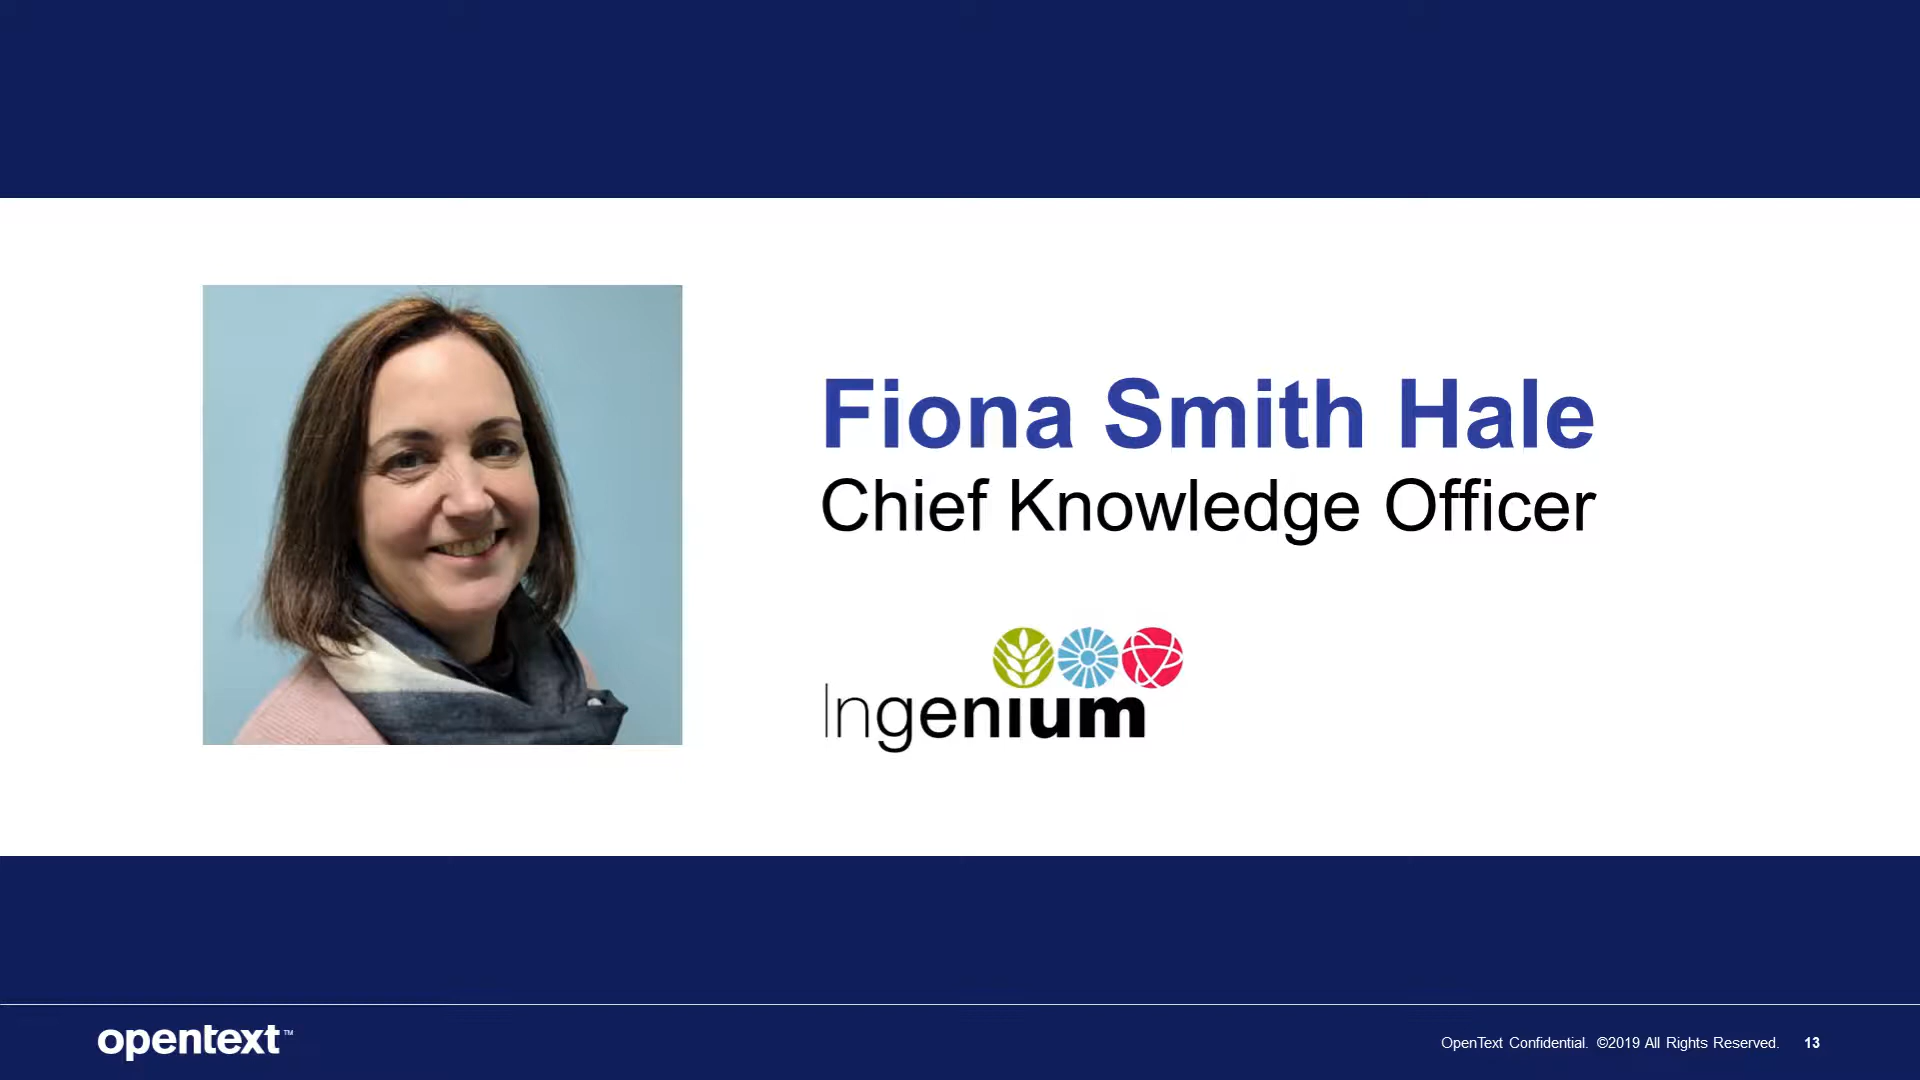 Fiona Smith Hale
Chief Knowledge Officer
Ingenium
opentext™
OpenText Confidential. ©2019 All Rights Reserved. 13